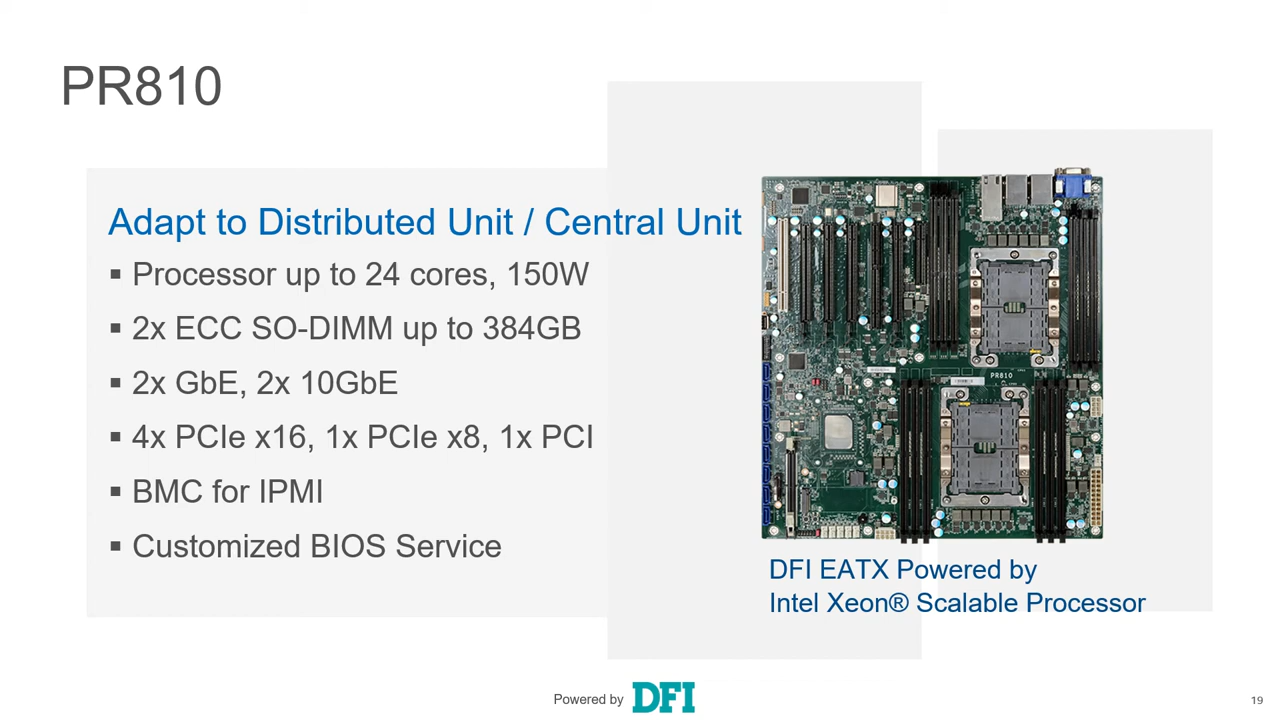 PR810
Adapt to Distributed Unit / Central Unit
▪ Processor up to 24 cores, 150W
▪ 2x ECC SO-DIMM up to 384GB
▪ 2x GbE, 2x 10GbE
▪ 4x PCIe x16, 1x PCIe x8, 1x PCI
▪ BMC for IPMI
▪ Customized BIOS Service
PR810
DFI EATX Powered by
Intel Xeon® Scalable Processor
Powered by DFI
19